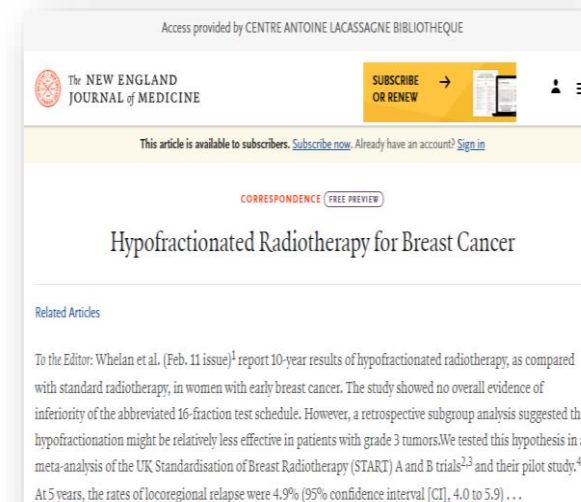 Access provided by CENTRE ANTOINE LACASSAGNE BIBLIOTHEQUE
The NEW ENGLAND
JOURNAL of MEDICINE
SUBSCRIBE →
OR RENEW
This article is available to subscribers. Subscribe now. Already have an account? Sign in
CORRESPONDENCE FREE PREVIEW
Hypofractionated Radiotherapy for Breast Cancer
Related Articles
To the Editor: Whelan et al. (Feb. 11 issue)1 report 10-year results of hypofractionated radiotherapy, as compared
with standard radiotherapy, in women with early breast cancer. The study showed no overall evidence of
inferiority of the abbreviated 16-fraction test schedule. However, a retrospective subgroup analysis suggested th
hypofractionation might be relatively less effective in patients with grade 3 tumors.We tested this hypothesis in a
meta-analysis of the UK Standardisation of Breast Radiotherapy (START) A and B trials2,3 and their pilot study.4
At 5 years, the rates of locoregional relapse were 4.9% (95% confidence interval [CI], 4.0 to 5.9) . . .